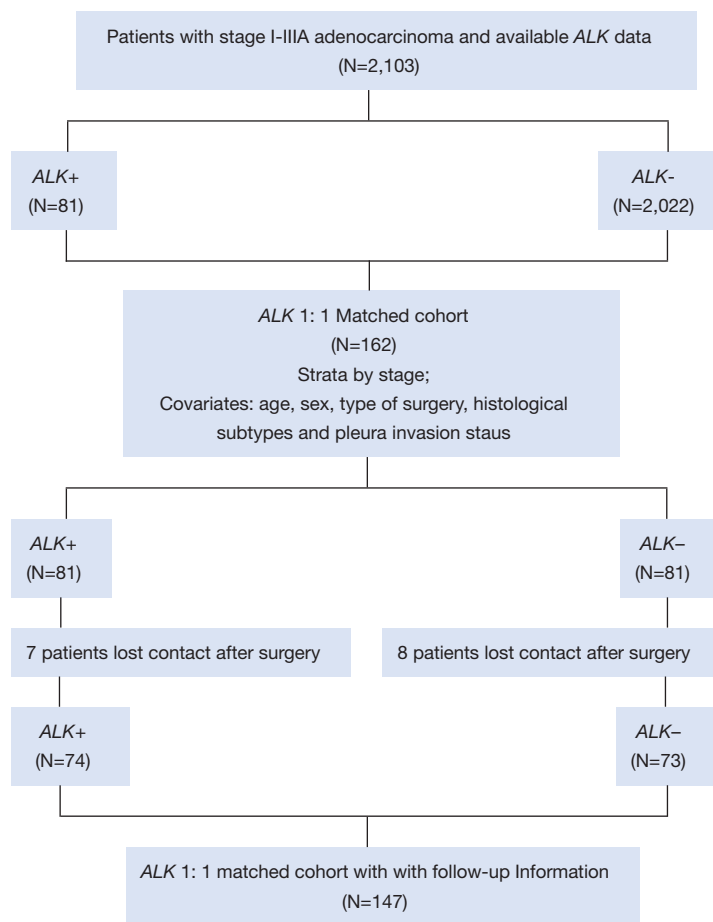 Patients with stage I-IIIA adenocarcinoma and available ALK data
(N=2,103)
ALK+
(N=81)
ALK-
(N=2,022)
ALK 1: 1 Matched cohort
(N=162)
Strata by stage;
Covariates: age, sex, type of surgery, histological
subtypes and pleura invasion staus
ALK+
(N=81)
ALK–
(N=81)
7 patients lost contact after surgery
8 patients lost contact after surgery
ALK+
(N=74)
ALK–
(N=73)
ALK 1: 1 matched cohort with with follow-up Information
(N=147)